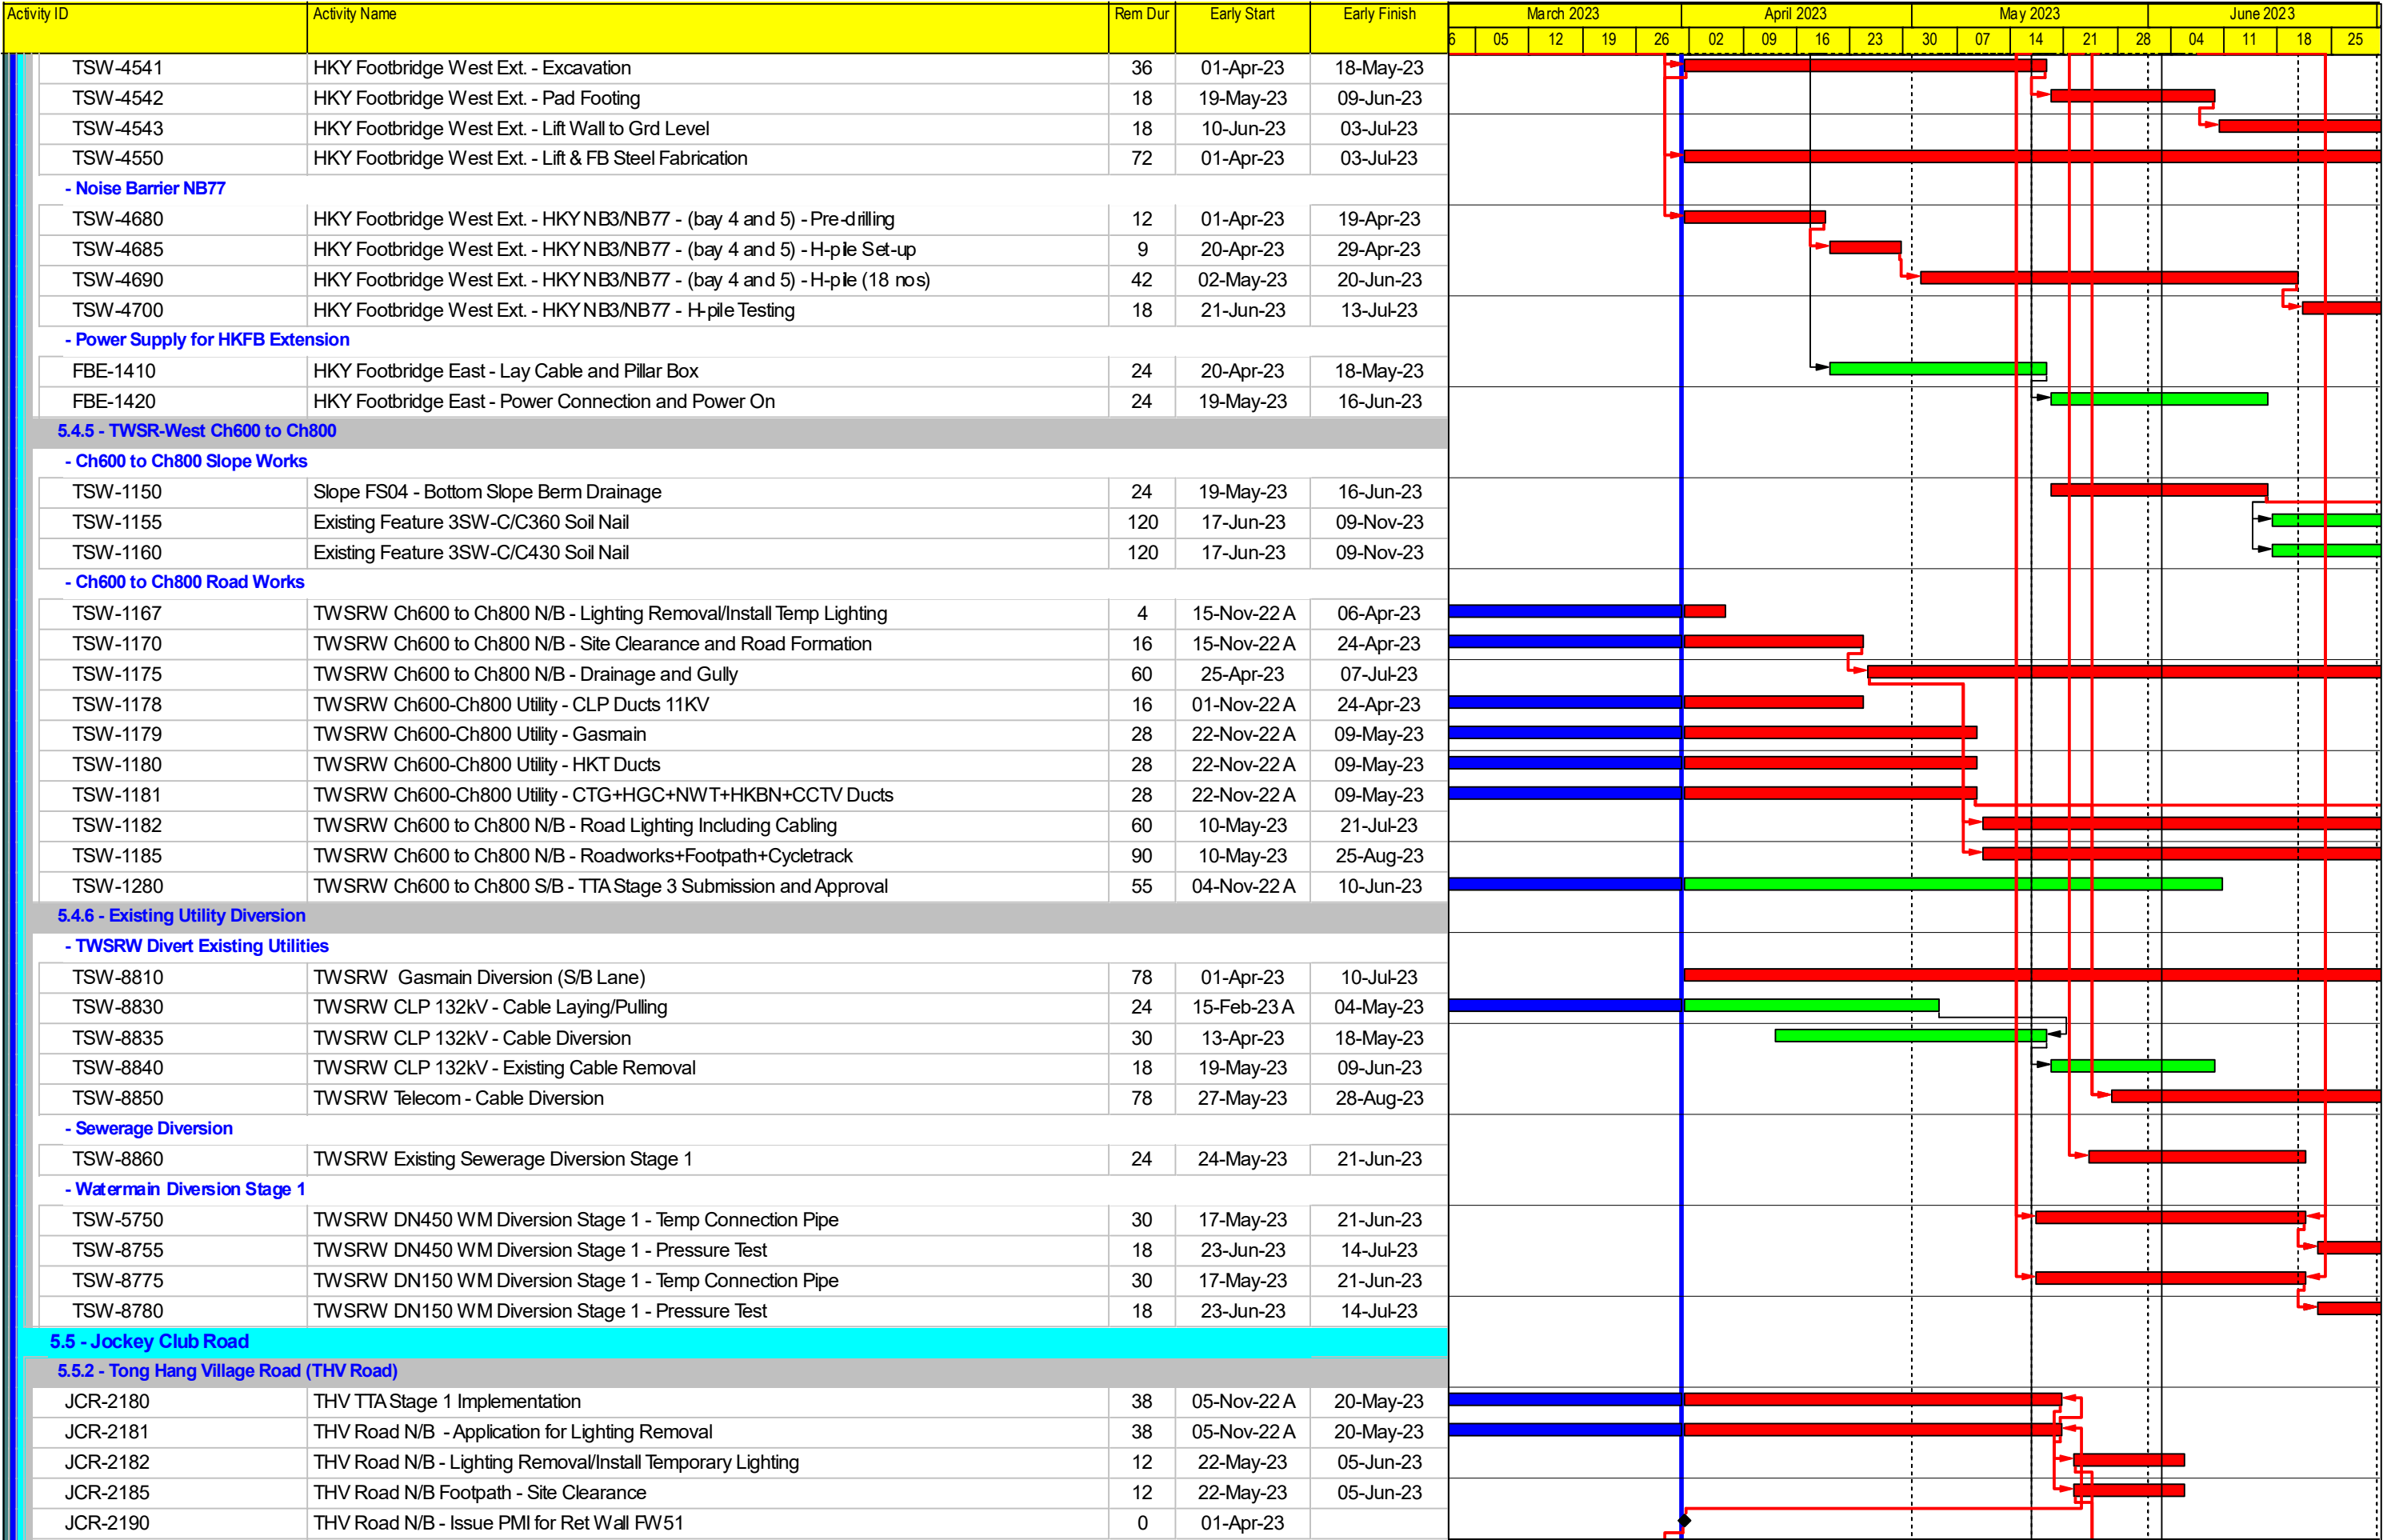 Activity ID Activity Name Rem Dur Early Start Early Finish March 2023 April 2023 May 2023 June 2023
6 05 12 19 26 02 09 16 23 30 07 14 21 28 04 11 18 25
TSW-4541 HKY Footbridge West Ext. - Excavation 36 01-Apr-23 18-May-23
TSW-4542 HKY Footbridge West Ext. - Pad Footing 18 19-May-23 09-Jun-23
TSW-4543 HKY Footbridge West Ext. - Lift Wall to Grd Level 18 10-Jun-23 03-Jul-23
TSW-4550 HKY Footbridge West Ext. - Lift & FB Steel Fabrication 72 01-Apr-23 03-Jul-23
- Noise Barrier NB77
TSW-4680 HKY Footbridge West Ext. - HKY NB3/NB77 - (bay 4 and 5) - Pre-drilling 12 01-Apr-23 19-Apr-23
TSW-4685 HKY Footbridge West Ext. - HKY NB3/NB77 - (bay 4 and 5) - H-pile Set-up 9 20-Apr-23 29-Apr-23
TSW-4690 HKY Footbridge West Ext. - HKY NB3/NB77 - (bay 4 and 5) - H-pile (18 nos) 42 02-May-23 20-Jun-23
TSW-4700 HKY Footbridge West Ext. - HKY NB3/NB77 - H-pile Testing 18 21-Jun-23 13-Jul-23
- Power Supply for HKFB Extension
FBE-1410 HKY Footbridge East - Lay Cable and Pillar Box 24 20-Apr-23 18-May-23
FBE-1420 HKY Footbridge East - Power Connection and Power On 24 19-May-23 16-Jun-23
5.4.5 - TWSR-West Ch600 to Ch800
- Ch600 to Ch800 Slope Works
TSW-1150 Slope FS04 - Bottom Slope Berm Drainage 24 19-May-23 16-Jun-23
TSW-1155 Existing Feature 3SW-C/C360 Soil Nail 120 17-Jun-23 09-Nov-23
TSW-1160 Existing Feature 3SW-C/C430 Soil Nail 120 17-Jun-23 09-Nov-23
- Ch600 to Ch800 Road Works
TSW-1167 TWSRW Ch600 to Ch800 N/B - Lighting Removal/Install Temp Lighting 4 15-Nov-22 A 06-Apr-23
TSW-1170 TWSRW Ch600 to Ch800 N/B - Site Clearance and Road Formation 16 15-Nov-22 A 24-Apr-23
TSW-1175 TWSRW Ch600 to Ch800 N/B - Drainage and Gully 60 25-Apr-23 07-Jul-23
TSW-1178 TWSRW Ch600-Ch800 Utility - CLP Ducts 11KV 16 01-Nov-22 A 24-Apr-23
TSW-1179 TWSRW Ch600-Ch800 Utility - Gasmain 28 22-Nov-22 A 09-May-23
TSW-1180 TWSRW Ch600-Ch800 Utility - HKT Ducts 28 22-Nov-22 A 09-May-23
TSW-1181 TWSRW Ch600-Ch800 Utility - CTG+HGC+NWT+HKBN+CCTV Ducts 28 22-Nov-22 A 09-May-23
TSW-1182 TWSRW Ch600 to Ch800 N/B - Road Lighting Including Cabling 60 10-May-23 21-Jul-23
TSW-1185 TWSRW Ch600 to Ch800 N/B - Roadworks+Footpath+Cycletrack 90 10-May-23 25-Aug-23
TSW-1280 TWSRW Ch600 to Ch800 S/B - TTA Stage 3 Submission and Approval 55 04-Nov-22 A 10-Jun-23
5.4.6 - Existing Utility Diversion
- TWSRW Divert Existing Utilities
TSW-8810 TWSRW Gasmain Diversion (S/B Lane) 78 01-Apr-23 10-Jul-23
TSW-8830 TWSRW CLP 132kV - Cable Laying/Pulling 24 15-Feb-23 A 04-May-23
TSW-8835 TWSRW CLP 132kV - Cable Diversion 30 13-Apr-23 18-May-23
TSW-8840 TWSRW CLP 132kV - Existing Cable Removal 18 19-May-23 09-Jun-23
TSW-8850 TWSRW Telecom - Cable Diversion 78 27-May-23 28-Aug-23
- Sewerage Diversion
TSW-8860 TWSRW Existing Sewerage Diversion Stage 1 24 24-May-23 21-Jun-23
- Watermain Diversion Stage 1
TSW-5750 TWSRW DN450 WM Diversion Stage 1 - Temp Connection Pipe 30 17-May-23 21-Jun-23
TSW-8755 TWSRW DN450 WM Diversion Stage 1 - Pressure Test 18 23-Jun-23 14-Jul-23
TSW-8775 TWSRW DN150 WM Diversion Stage 1 - Temp Connection Pipe 30 17-May-23 21-Jun-23
TSW-8780 TWSRW DN150 WM Diversion Stage 1 - Pressure Test 18 23-Jun-23 14-Jul-23
5.5 - Jockey Club Road
5.5.2 - Tong Hang Village Road (THV Road)
JCR-2180 THV TTA Stage 1 Implementation 38 05-Nov-22 A 20-May-23
JCR-2181 THV Road N/B - Application for Lighting Removal 38 05-Nov-22 A 20-May-23
JCR-2182 THV Road N/B - Lighting Removal/Install Temporary Lighting 12 22-May-23 05-Jun-23
JCR-2185 THV Road N/B Footpath - Site Clearance 12 22-May-23 05-Jun-23
JCR-2190 THV Road N/B - Issue PMI for Ret Wall FW51 0 01-Apr-23